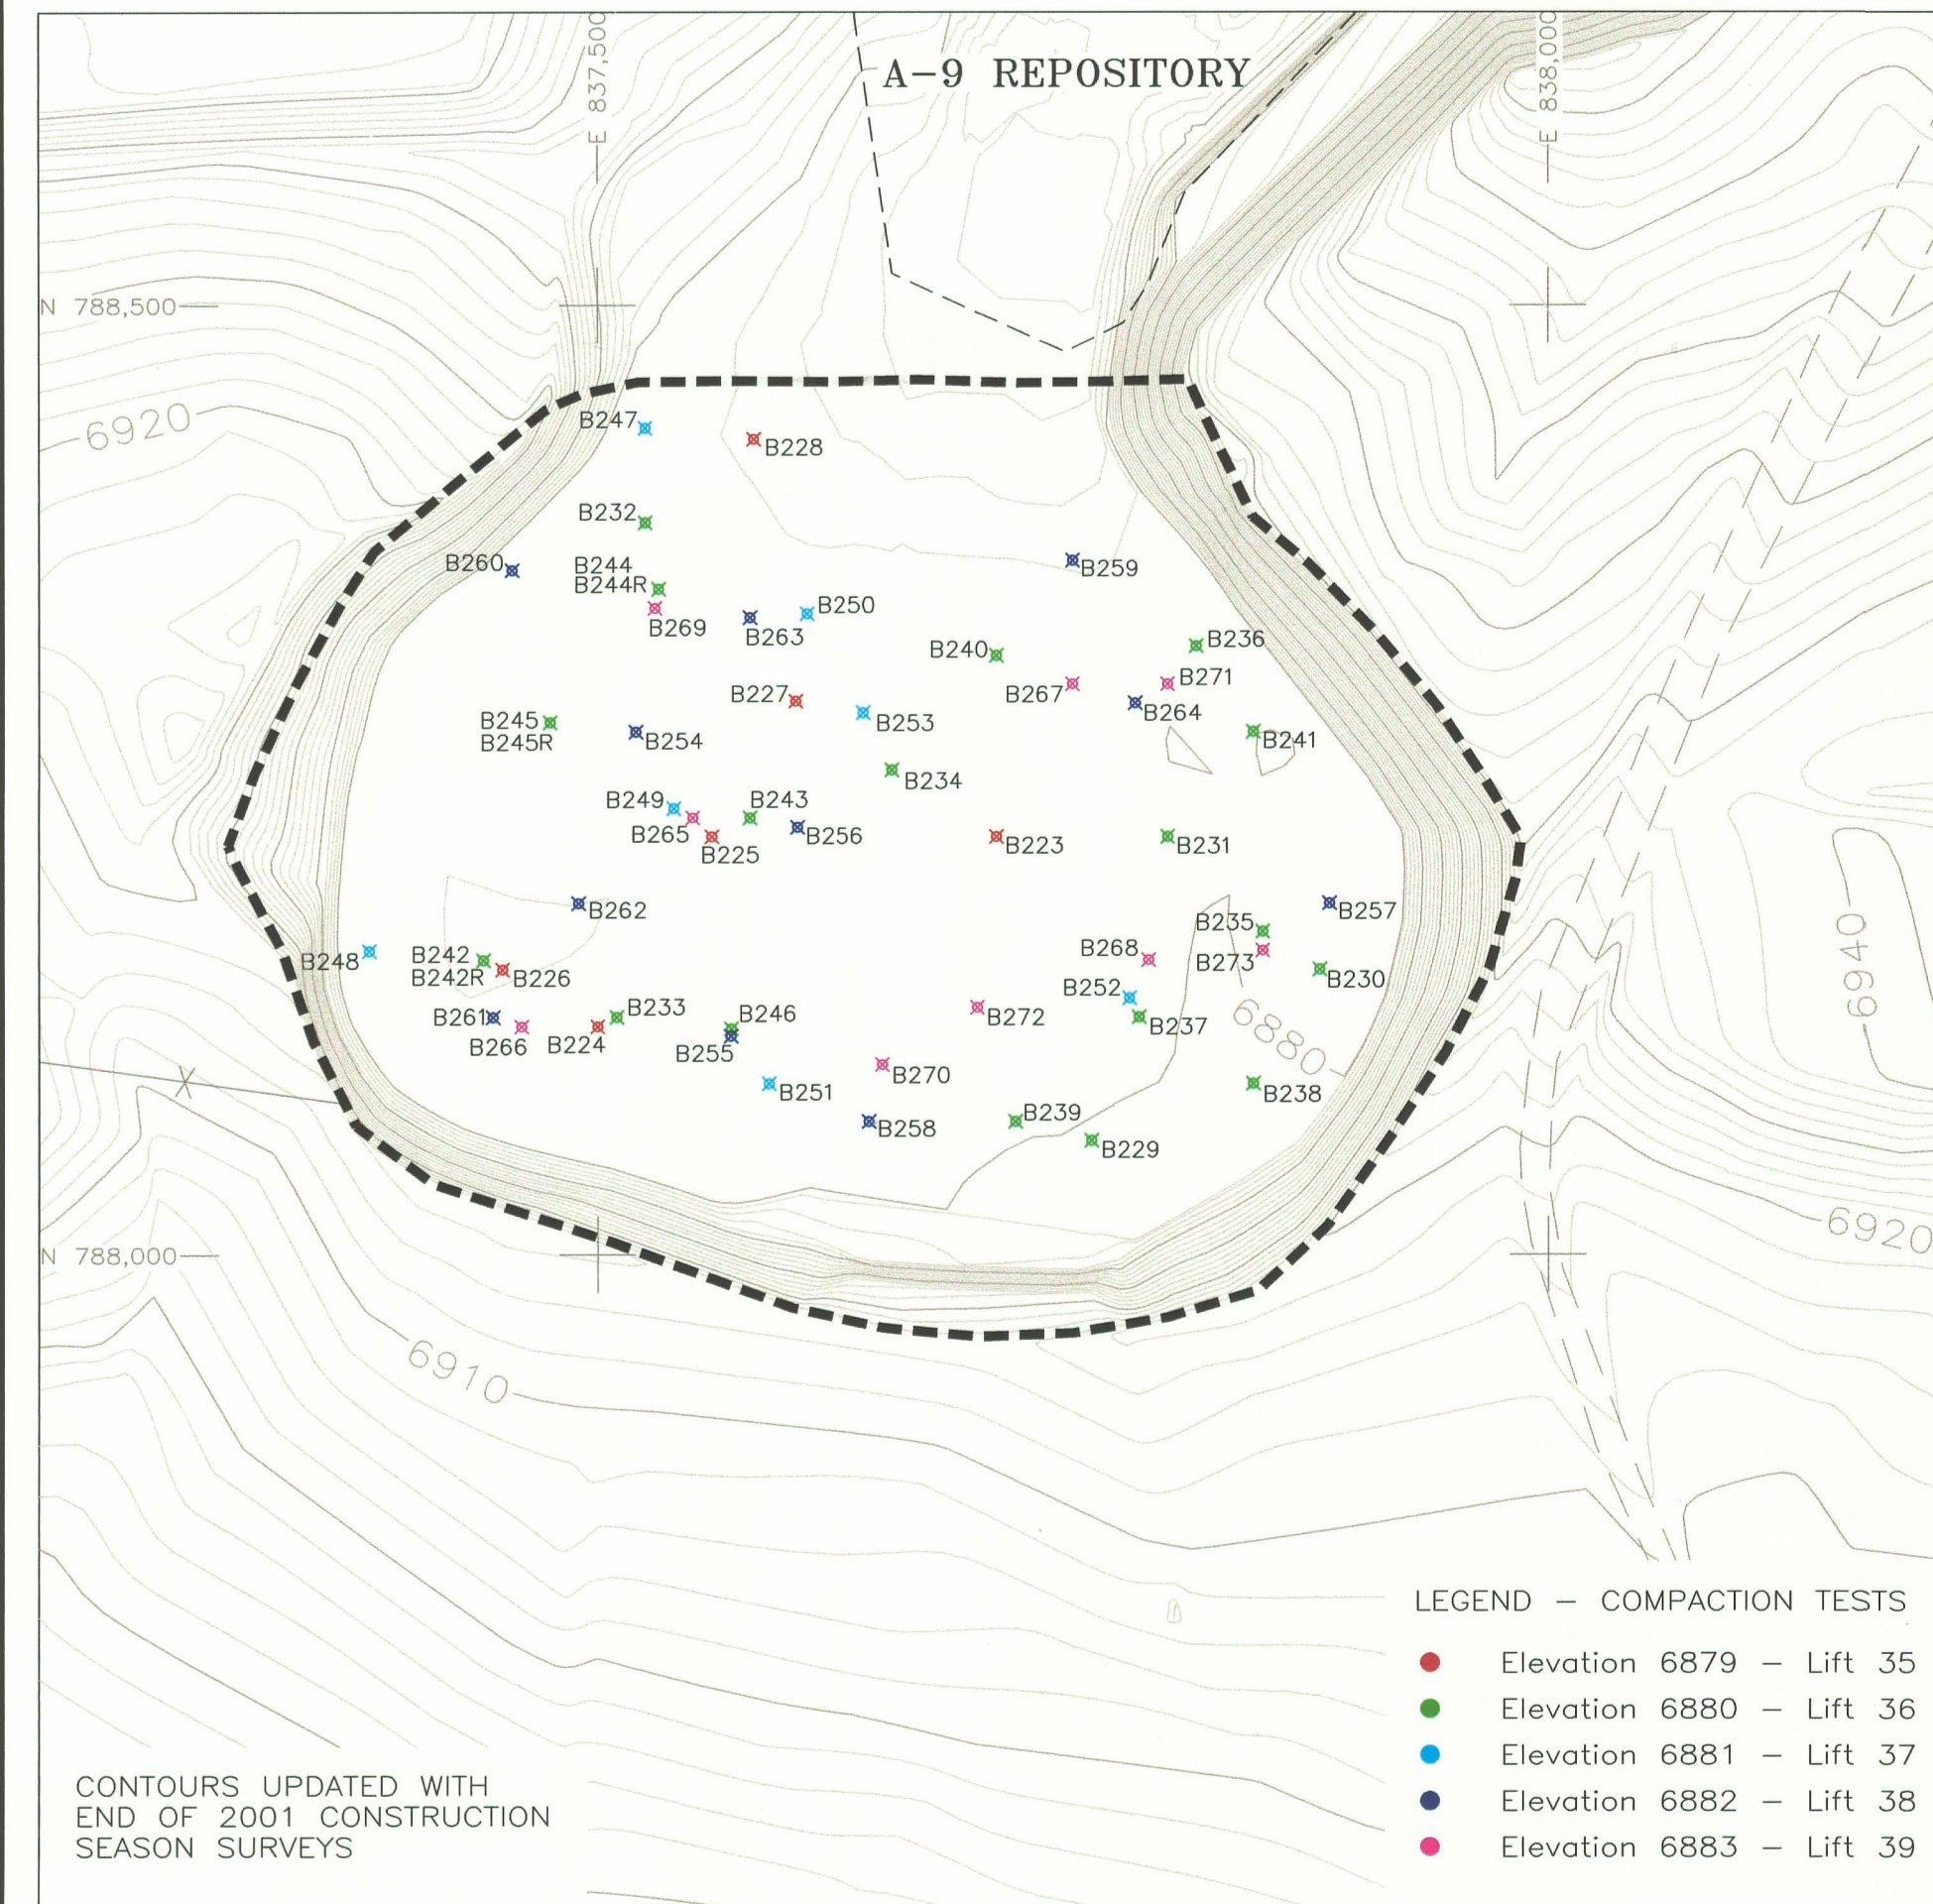 E 837,500
E 838,000
A-9 REPOSITORY
N 788,500
6920
B247
B228
B232
B260
B244
B244R
B259
B269
B263
B250
B240
B236
B267
B271
B227
B253
B264
B245
B245R
B254
B241
B234
B249
B243
B265
B225
B256
B223
B231
B262
B257
B235
B248
B242
B242R
B226
B268
B273
B230
B252
B261
B266
B224
B233
B246
B255
B272
B237
6880
6940
B270
B251
B238
B258
B239
B229
6920
N 788,000
6910
LEGEND – COMPACTION TESTS
Elevation 6879 – Lift 35
Elevation 6880 – Lift 36
Elevation 6881 – Lift 37
Elevation 6882 – Lift 38
Elevation 6883 – Lift 39
CONTOURS UPDATED WITH
END OF 2001 CONSTRUCTION
SEASON SURVEYS